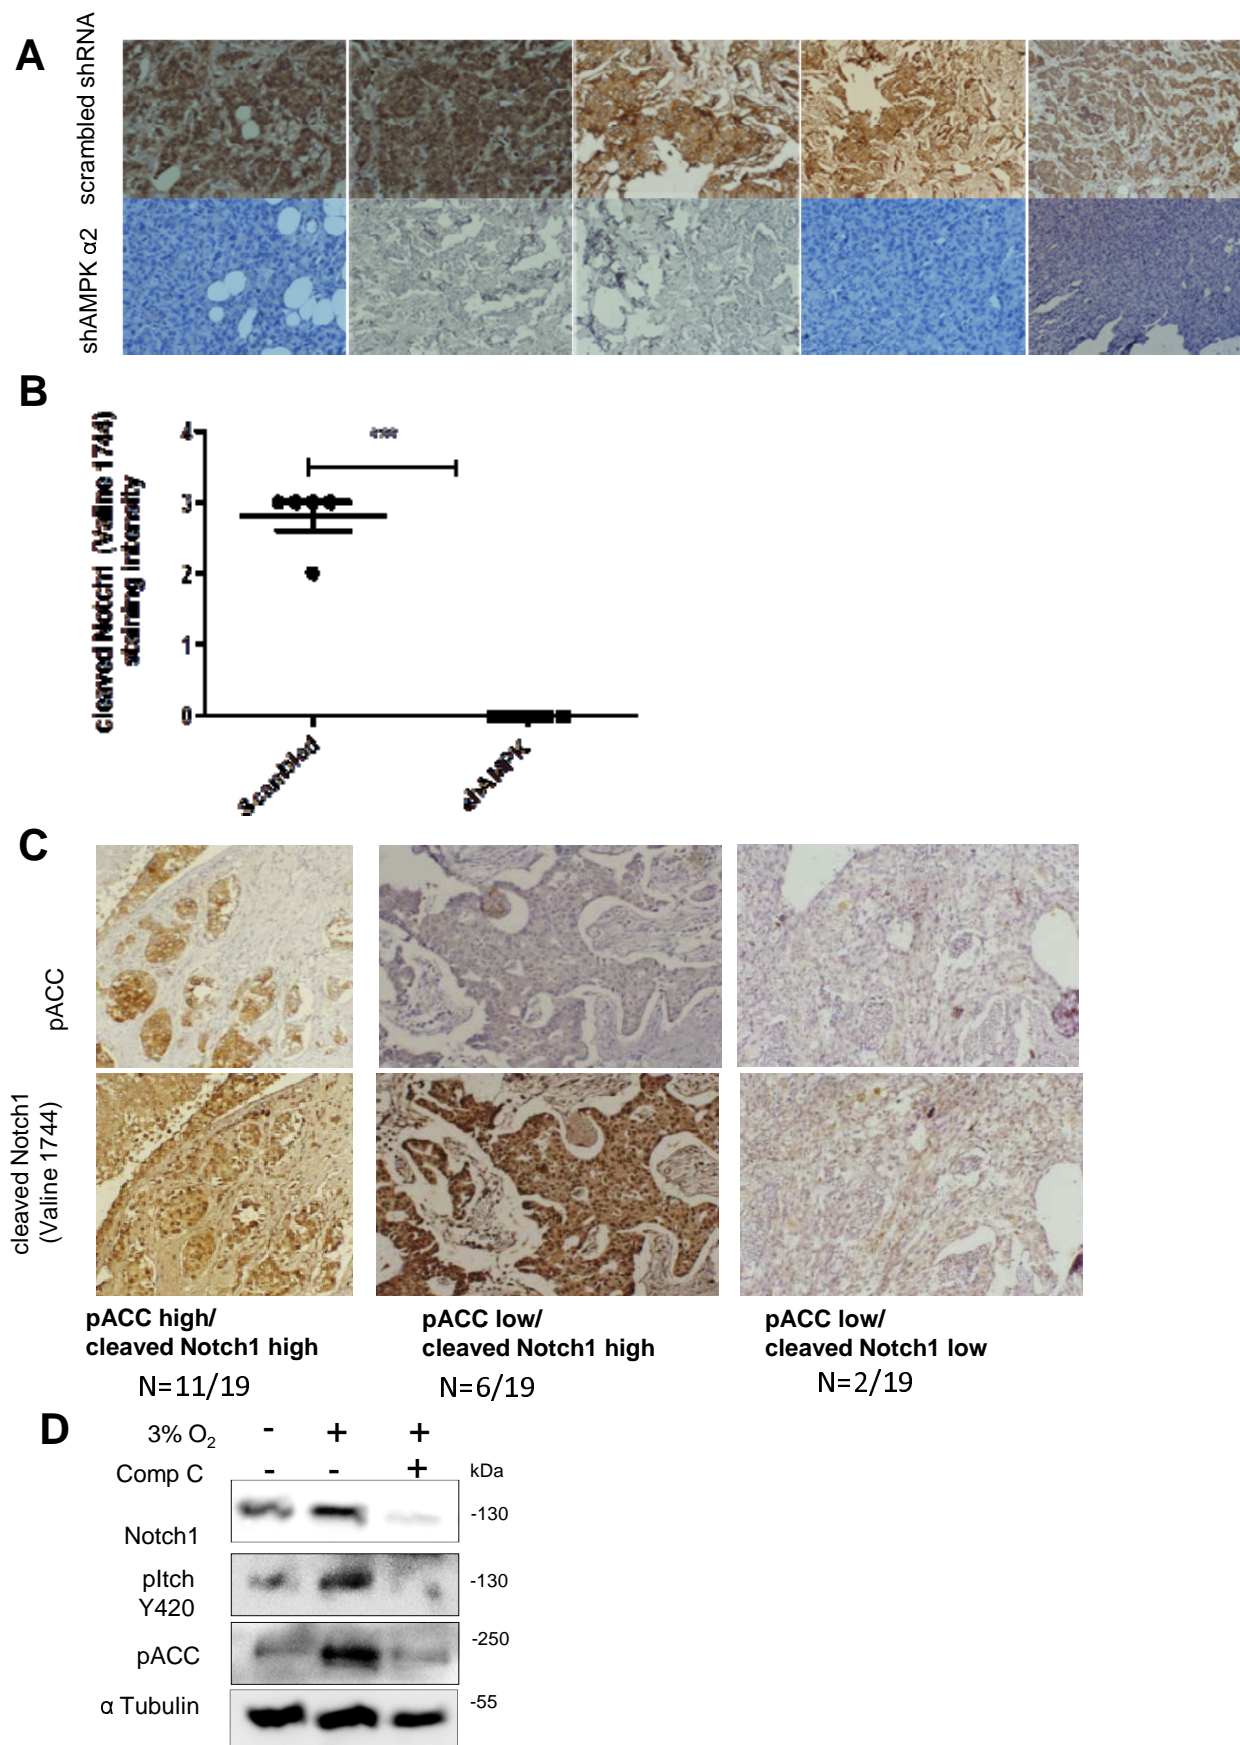 A
scrambled shRNA
shAMPK α2
B
cleaved Notch1 (Valine 1744)
staining intensity
4
3
2
1
0
***
Scrambled
shAMPK
C
pACC
cleaved Notch1
(Valine 1744)
pACC high/
cleaved Notch1 high
N=11/19
pACC low/
cleaved Notch1 high
N=6/19
pACC low/
cleaved Notch1 low
N=2/19
D
3% O₂ - + +
Comp C - - + kDa
Notch1 -130
pItch
Y420 -130
pACC -250
α Tubulin -55